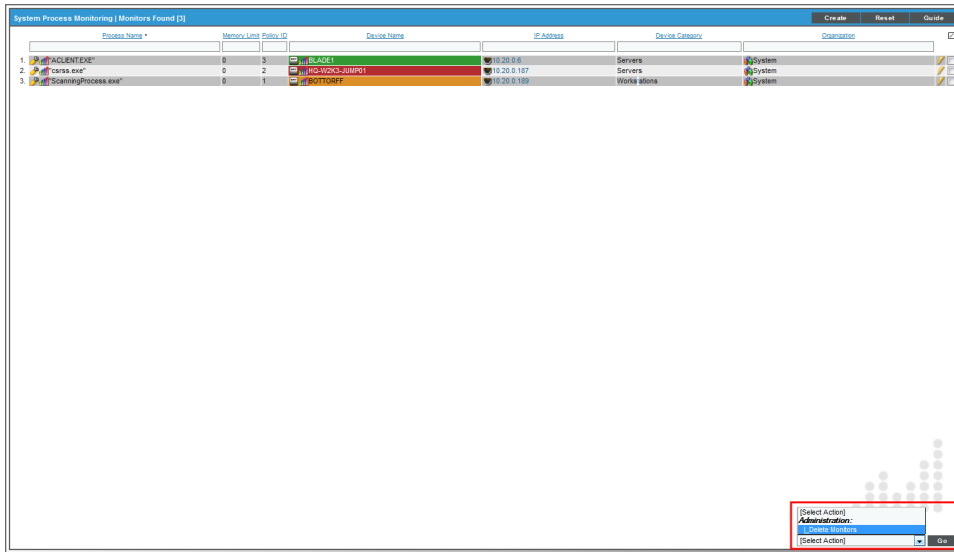 System Process Monitoring | Monitors Found [3] Create Reset Guide
Process Name • Memory Limit Policy ID Device Name IP Address Device Category Organization
1. "ACLIENT.EXE" 0 3 BLADE1 10.20.0.6 Servers System
2. "csrss.exe" 0 2 HQ-W2K3-JUMP01 10.20.0.187 Servers System
3. "ScanningProcess.exe" 0 1 BOTTORFF 10.20.0.189 Workstations System
[Select Action]
Administration:
Delete Monitors
[Select Action] Go